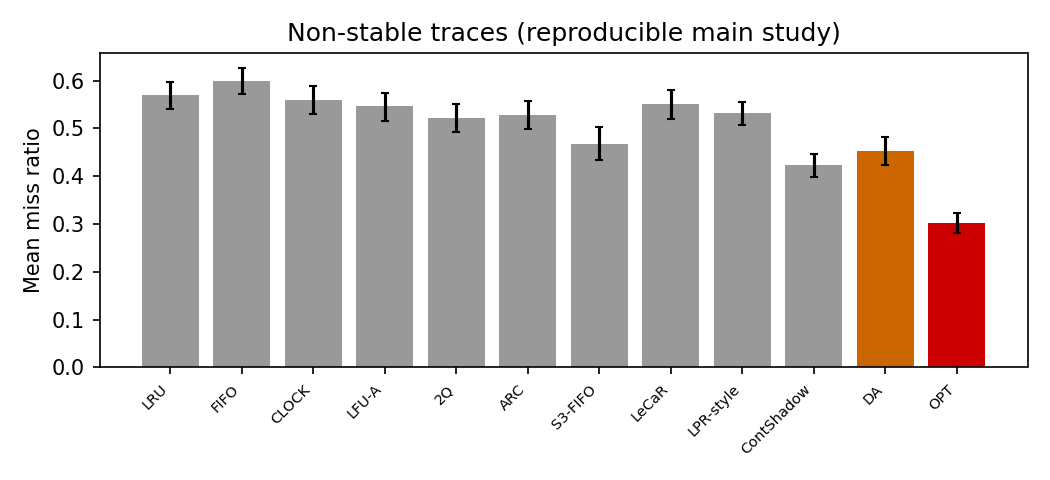 Non-stable traces (reproducible main study)
Mean miss ratio
0.6
0.5
0.4
0.3
0.2
0.1
0.0
LRU
FIFO
CLOCK
LFU-A
2Q
ARC
S3-FIFO
LeCaR
LPR-style
ContShadow
DA
OPT